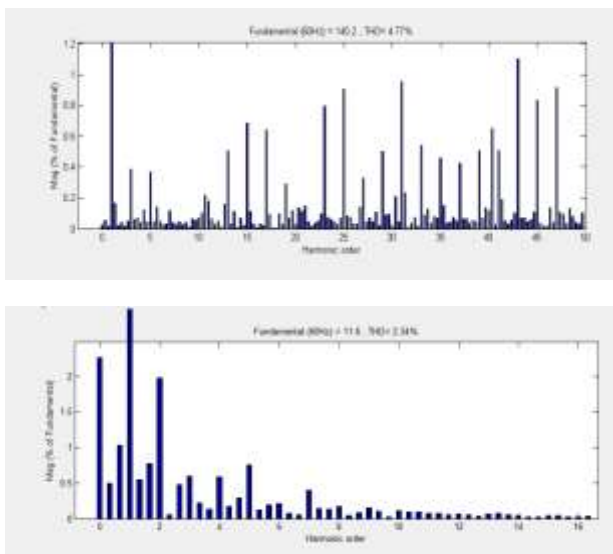 Fundamental (60Hz) = 140.2 , THD= 4.77%
Mag (% of Fundamental)
1.2
1
0.8
0.6
0.4
0.2
0
0 5 10 15 20 25 30 35 40 45 50
Harmonic order
Fundamental (60Hz) = 11.6 , THD= 2.34%
Mag (% of Fundamental)
2
1.5
1
0.5
0
0 2 4 6 8 10 12 14 16
Harmonic order